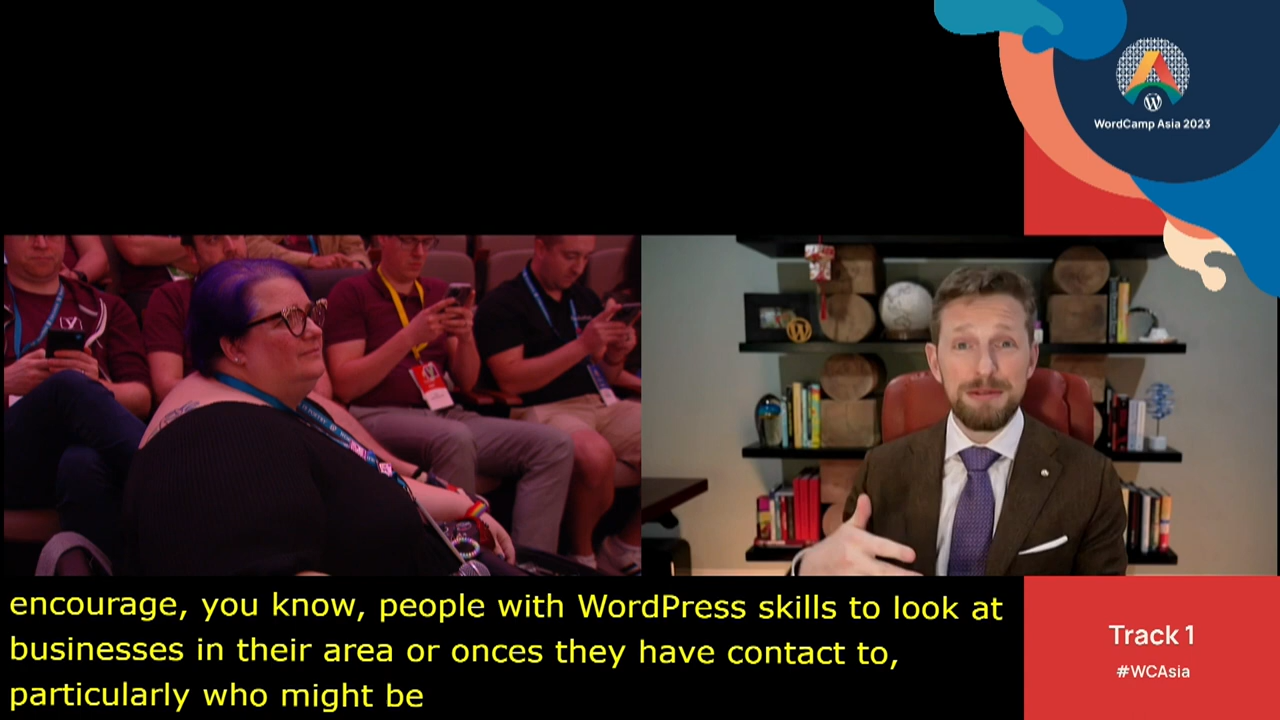 WordCamp Asia 2023
encourage, you know, people with WordPress skills to look at
businesses in their area or onces they have contact to,
particularly who might be
Track 1
#WCAsia